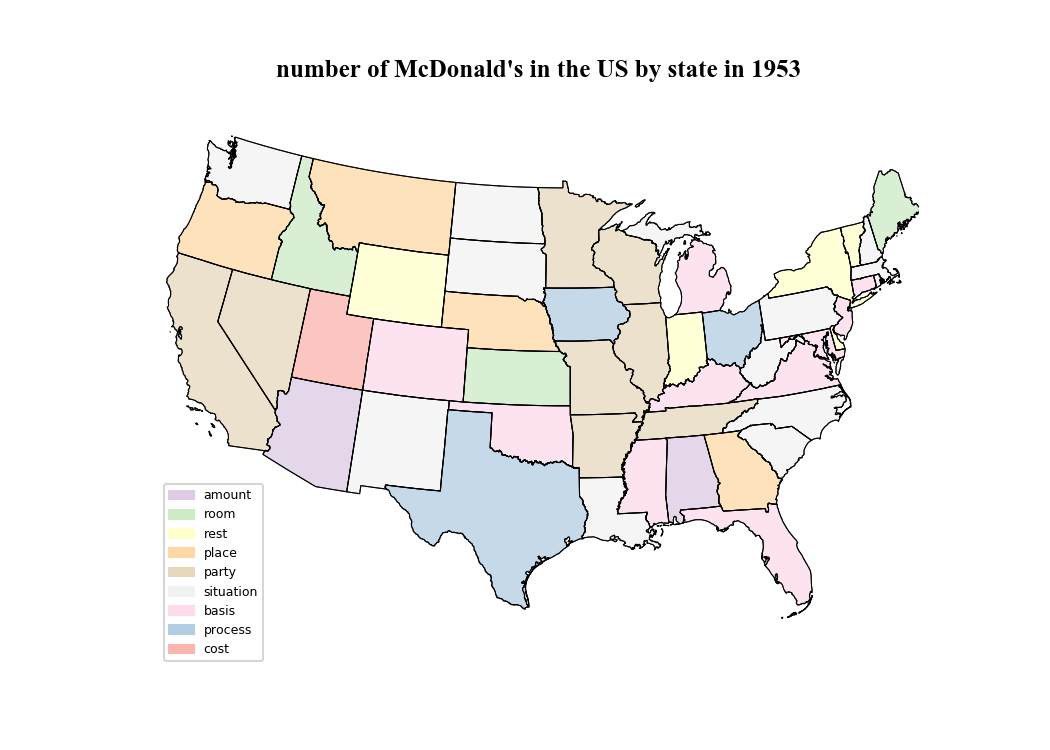 number of McDonald's in the US by state in 1953
amount
room
rest
place
party
situation
basis
process
cost